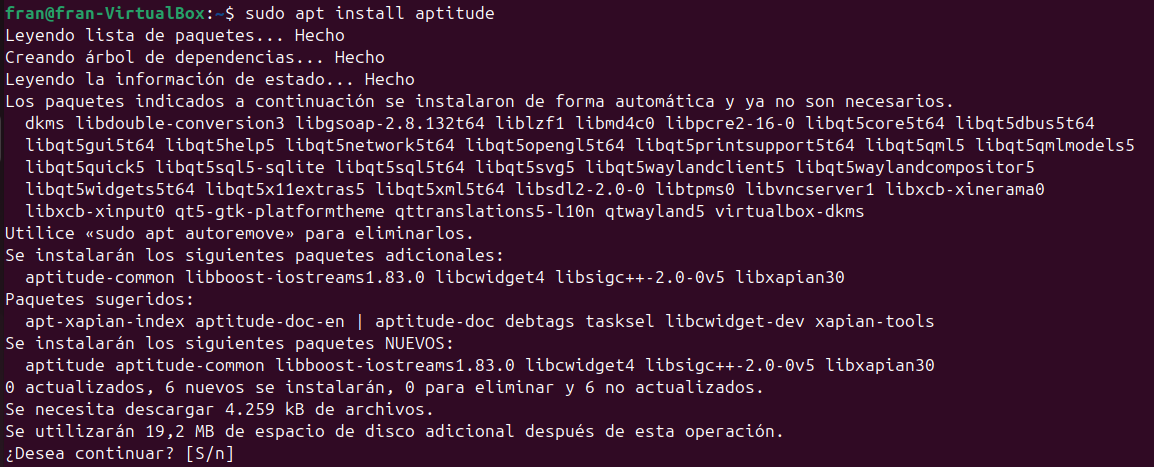 fran@fran-VirtualBox:~$ sudo apt install aptitude
Leyendo lista de paquetes... Hecho
Creando árbol de dependencias... Hecho
Leyendo la información de estado... Hecho
Los paquetes indicados a continuación se instalaron de forma automática y ya no son necesarios.
  dkms libdouble-conversion3 libgsoap-2.8.132t64 liblzf1 libmd4c0 libpcre2-16-0 libqt5core5t64 libqt5dbus5t64
  libqt5gui5t64 libqt5help5 libqt5network5t64 libqt5opengl5t64 libqt5printsupport5t64 libqt5qml5 libqt5qmlmodels5
  libqt5quick5 libqt5sql5-sqlite libqt5sql5t64 libqt5svg5 libqt5waylandclient5 libqt5waylandcompositor5
  libqt5widgets5t64 libqt5x11extras5 libqt5xml5t64 libsdl2-2.0-0 libtpms0 libvncserver1 libxcb-xinerama0
  libxcb-xinput0 qt5-gtk-platformtheme qttranslations5-l10n qtwayland5 virtualbox-dkms
Utilice «sudo apt autoremove» para eliminarlos.
Se instalarán los siguientes paquetes adicionales:
  aptitude-common libboost-iostreams1.83.0 libcwidget4 libsigc++-2.0-0v5 libxapian30
Paquetes sugeridos:
  apt-xapian-index aptitude-doc-en | aptitude-doc debtags tasksel libcwidget-dev xapian-tools
Se instalarán los siguientes paquetes NUEVOS:
  aptitude aptitude-common libboost-iostreams1.83.0 libcwidget4 libsigc++-2.0-0v5 libxapian30
0 actualizados, 6 nuevos se instalarán, 0 para eliminar y 6 no actualizados.
Se necesita descargar 4.259 kB de archivos.
Se utilizarán 19,2 MB de espacio de disco adicional después de esta operación.
¿Desea continuar? [S/n]